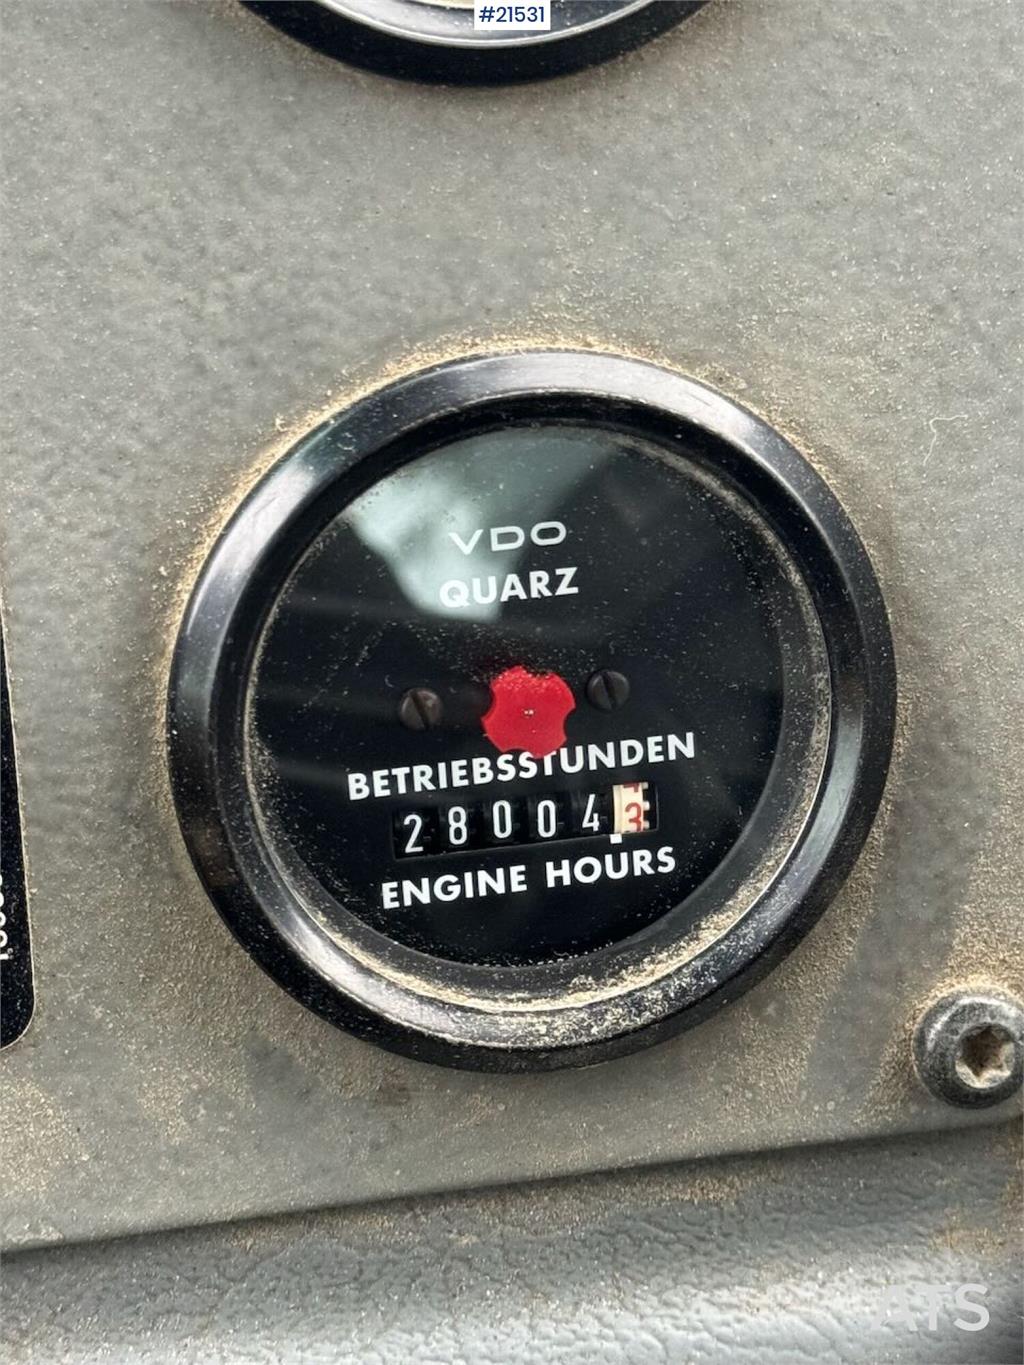 #21531
VDO
QUARZ
BETRIEBSSTUNDEN
280043
ENGINE HOURS
ATS